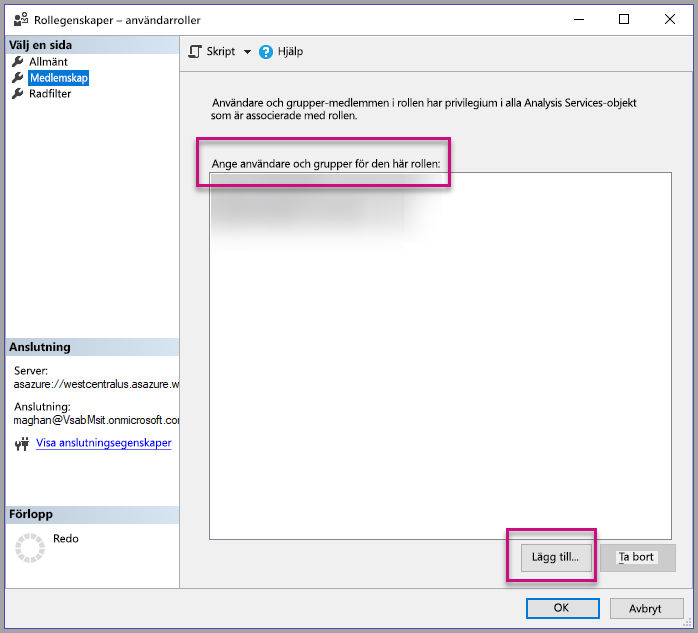 Rollegenskaper – användarroller
Välj en sida
Allmänt
Medlemskap
Radfilter
Skript
Hjälp
Användare och grupper-medlemmen i rollen har privilegium i alla Analysis Services-objekt
som är associerade med rollen.
Ange användare och grupper för den här rollen:
Anslutning
Server:
asazure://westcentralus.asazure.w
Anslutning:
maghan@VsabMsit.onmicrosoft.co
Visa anslutningsegenskaper
Förlopp
Redo
Lägg till...
Ta bort
OK
Avbryt